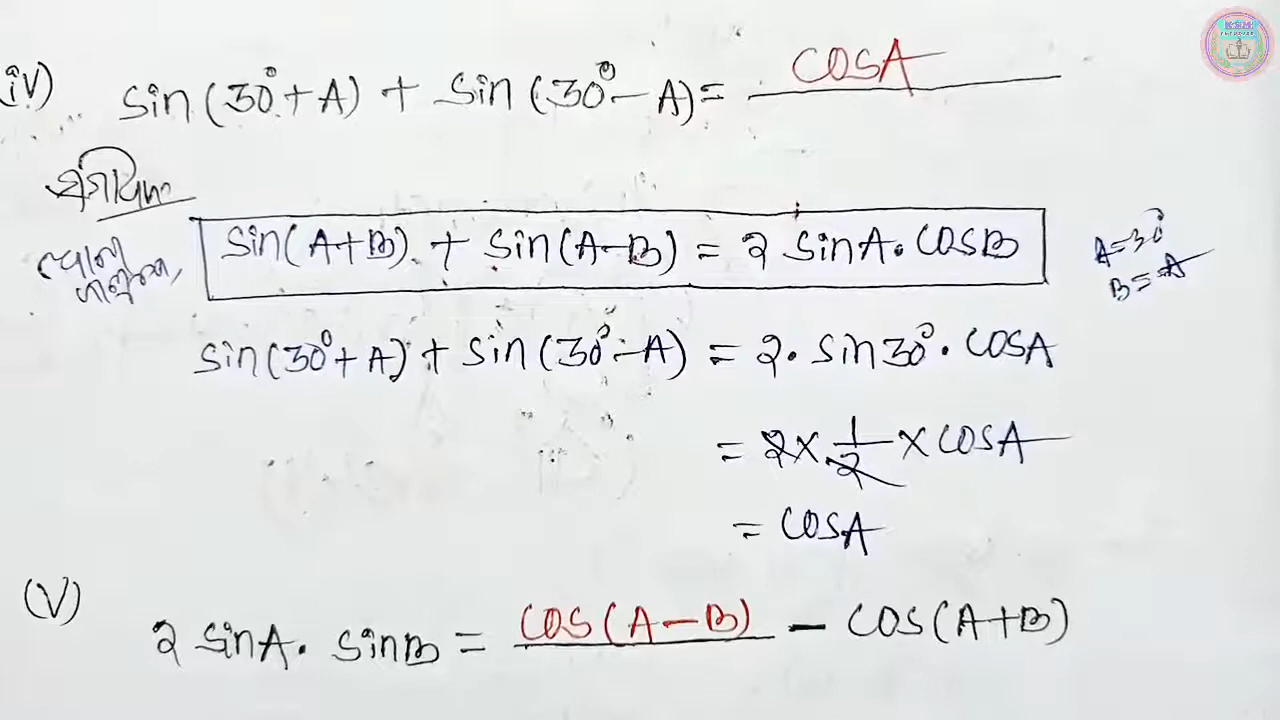 (iv) sin(30°+A) + sin(30°-A) = COSA
sin(A+B) + sin(A-B) = 2 sinA·COSB
A=30°
B=A
sin(30°+A) + sin(30°-A) = 2·sin30°·COSA
= 2×1/2×COSA
= COSA
(V) 2 sinA· sinB = COS(A-B) - COS(A+B)
KSM